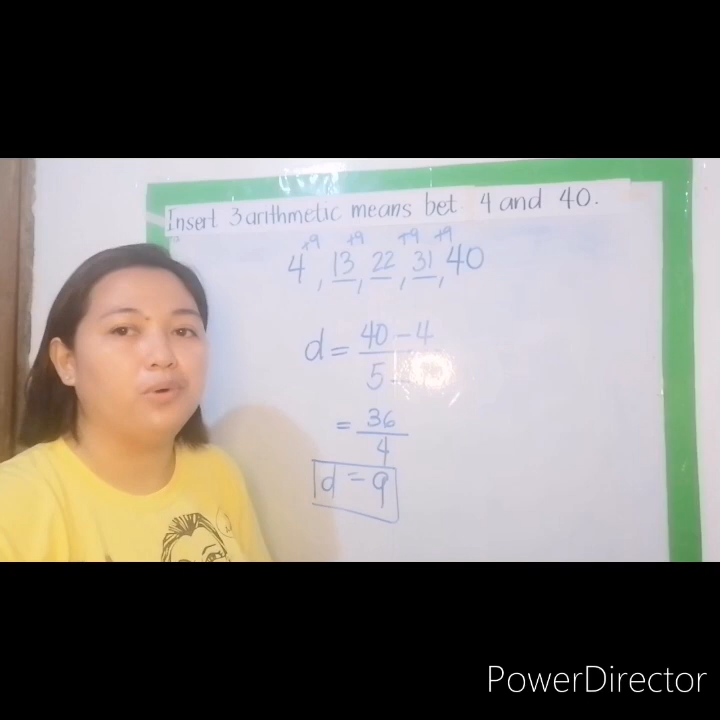 Insert 3 arithmetic means bet 4 and 40.
+9 +9 +9 +9
4, 13, 22, 31, 40
d = 40 - 4
5
= 36
4
d = 9
PowerDirector